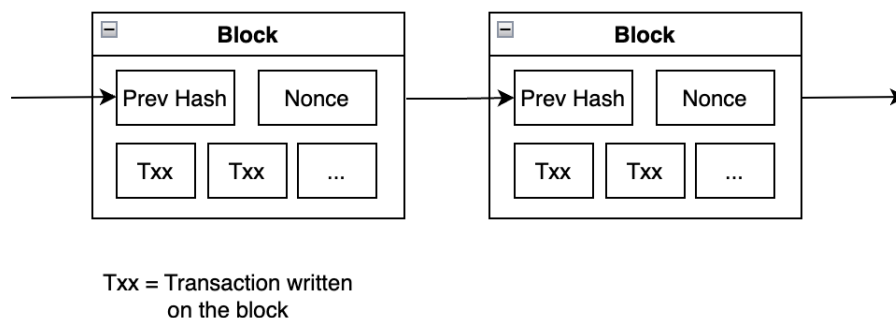 Block
Prev Hash Nonce
Txx Txx ...
Block
Prev Hash Nonce
Txx Txx ...
Txx = Transaction written
on the block